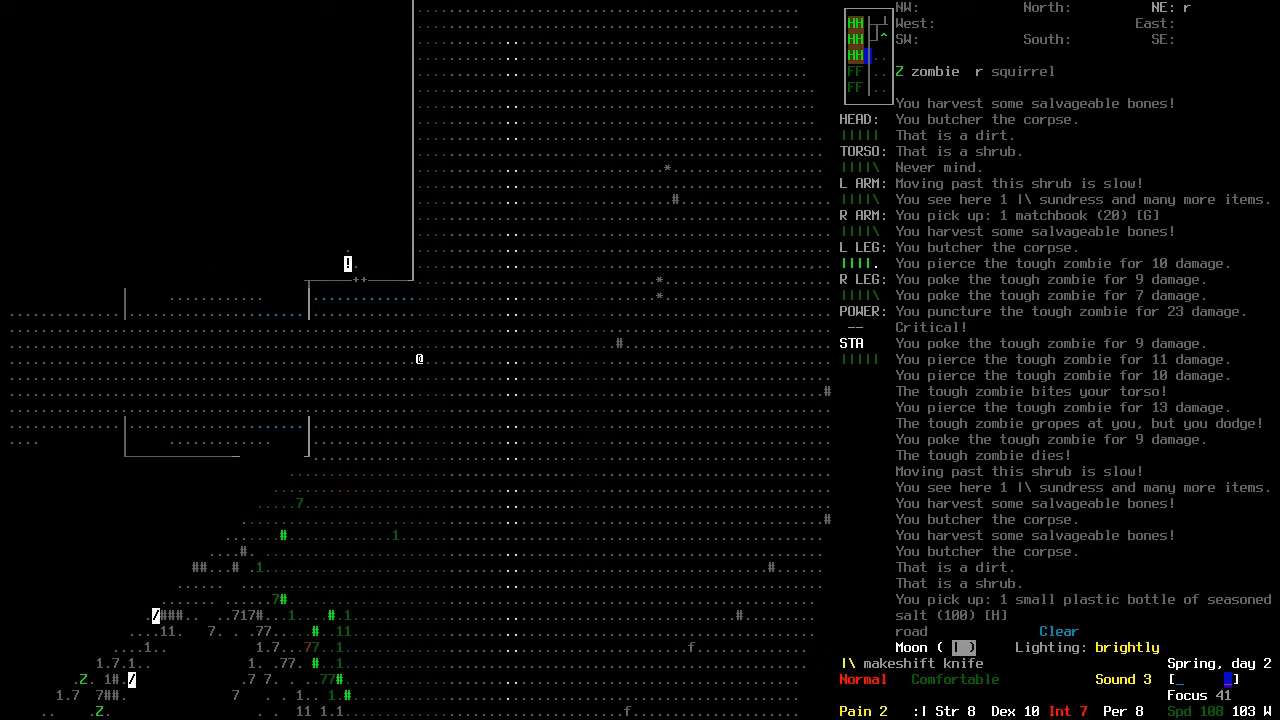 NW: North: NE: r
West: East:
SW: South: SE:
Z zombie r squirrel
You harvest some salvageable bones!
HEAD: You butcher the corpse.
||||| That is a dirt.
TORSO: That is a shrub.
||||\ Never mind.
L ARM: Moving past this shrub is slow!
||||\ You see here 1 |\ sundress and many more items.
R ARM: You pick up: 1 matchbook (20) [G]
||||\ You harvest some salvageable bones!
L LEG: You butcher the corpse.
||||. You pierce the tough zombie for 10 damage.
R LEG: You poke the tough zombie for 9 damage.
||||\ You poke the tough zombie for 7 damage.
POWER: You puncture the tough zombie for 23 damage.
-- Critical!
STA You poke the tough zombie for 9 damage.
||||| You pierce the tough zombie for 11 damage.
You pierce the tough zombie for 10 damage.
The tough zombie bites your torso!
You pierce the tough zombie for 13 damage.
The tough zombie gropes at you, but you dodge!
You poke the tough zombie for 9 damage.
The tough zombie dies!
Moving past this shrub is slow!
You see here 1 |\ sundress and many more items.
You harvest some salvageable bones!
You butcher the corpse.
You harvest some salvageable bones!
You butcher the corpse.
That is a dirt.
That is a shrub.
You pick up: 1 small plastic bottle of seasoned
salt (100) [H]
road Clear
Moon ( | ) Lighting: brightly
|\ makeshift knife Spring, day 2
Normal Comfortable Sound 3 [_ _]
Focus 41
Pain 2 :| Str 8 Dex 10 Int 7 Per 8 Spd 108 103 W